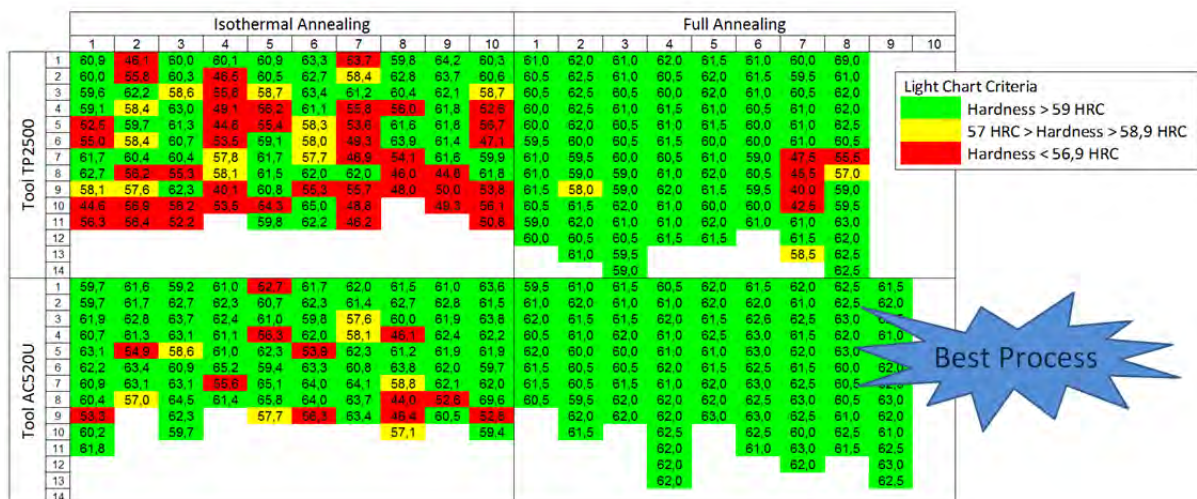 Isothermal Annealing Full Annealing
1 2 3 4 5 6 7 8 9 10 1 2 3 4 5 6 7 8 9 10
Tool TP2500
1 60,9 46,1 60,0 60,1 60,9 63,3 53,7 59,8 64,2 60,3 61,0 62,0 61,0 62,0 61,5 61,0 60,0 69,0
2 60,0 55,8 60,3 46,5 60,5 62,7 58,4 62,8 63,7 60,6 60,5 62,5 61,0 60,5 62,5 61,5 59,5 61,0
3 59,6 62,2 58,6 55,8 58,7 63,4 61,2 60,4 62,1 58,7 60,0 62,0 60,5 62,0 61,0 60,5 61,0 62,0
4 59,1 58,4 63,0 49,1 56,2 61,1 55,8 56,0 61,8 52,6 60,0 62,5 61,0 61,5 61,0 60,5 61,0 62,0
5 52,5 59,7 61,3 44,6 55,4 58,3 53,6 61,6 61,8 56,7 61,0 62,0 60,5 61,0 61,5 60,0 61,0 62,5
6 55,0 58,4 60,7 53,5 59,1 58,0 49,3 63,9 61,4 47,1 60,0 60,0 60,5 61,0 61,5 60,0 61,0 60,5
7 61,7 60,4 60,4 57,8 61,7 57,7 46,9 54,1 61,6 59,9 61,0 59,5 60,0 60,0 61,0 61,0 47,5 55,5
8 62,7 56,2 55,3 58,1 61,5 62,0 62,0 46,0 44,8 61,8 61,0 59,0 59,0 61,0 62,0 60,5 45,5 57,0
9 58,1 57,6 62,3 40,1 60,8 55,3 55,7 48,0 50,0 53,8 61,5 58,0 59,0 62,0 61,5 59,5 40,0 59,0
10 44,6 56,9 56,2 53,5 54,3 60,0 48,8 49,3 56,1 60,5 61,5 62,0 61,0 60,0 60,0 42,5 59,5
11 56,3 56,4 52,2 59,8 62,2 46,2 50,8 59,0 62,0 61,0 61,0 62,0 61,0 61,0 63,0
12 60,0 60,5 60,5 61,5 61,5 61,5 62,0
13 61,0 59,5 58,5 62,5
14 59,0 62,5
Tool AC520U
1 59,7 61,6 59,2 61,0 62,7 61,7 62,0 61,5 61,0 63,6 59,5 61,0 61,5 60,5 62,0 61,5 62,0 62,5 61,5
2 59,7 61,7 62,7 62,3 60,7 62,3 61,4 62,7 62,8 61,5 61,0 62,0 61,0 61,0 62,0 62,0 61,0 62,5 62,0
3 61,9 62,8 63,7 62,4 61,0 59,8 57,6 60,0 61,9 63,8 62,0 62,0 62,0 61,5 62,0 62,6 62,5 63,0
4 60,7 61,3 63,1 61,1 56,3 62,0 58,1 46,1 62,4 62,2 60,5 61,0 61,0 62,0 62,5 63,0 61,5 62,0 61,0
5 63,1 54,9 58,6 61,0 62,3 53,9 62,3 61,2 61,9 61,9 62,0 60,0 60,0 61,0 61,0 62,0 62,0 63,0
6 62,2 63,4 60,9 65,2 59,4 63,3 60,8 63,8 62,0 59,7 61,5 60,5 60,5 62,0 61,5 62,5 61,5 60,0
7 60,9 63,1 63,1 55,6 65,1 64,0 64,1 58,8 62,1 62,0 61,5 60,5 61,5 61,0 62,0 63,0 62,5 60,5
8 60,4 57,0 64,5 61,4 65,8 64,0 63,7 44,0 52,6 69,6 60,5 59,5 62,0 62,0 62,0 62,5 63,0 60,5 63,0
9 53,3 62,3 57,7 56,3 63,4 46,4 60,5 52,8 62,0 62,0 62,0 63,0 63,0 62,5 61,0 62,0
10 60,2 59,7 57,1 59,4 61,5 62,5 62,5 60,0 62,5 61,0
11 61,8 62,0 61,0 63,0 61,5 62,5
12 62,0 62,0 63,0
13 62,0 62,5
14
Light Chart Criteria
Hardness > 59 HRC
57 HRC > Hardness > 58,9 HRC
Hardness < 56,9 HRC
Best Process